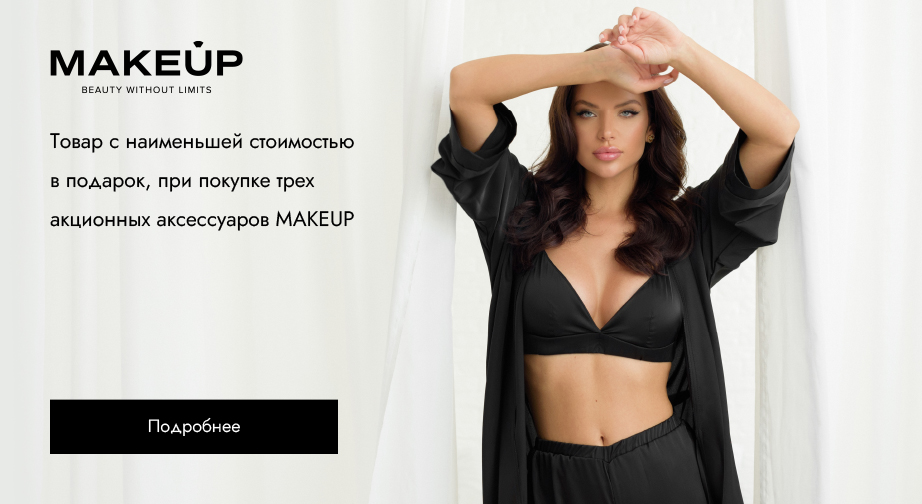 MAKEUP
BEAUTY WITHOUT LIMITS
Товар с наименьшей стоимостью
в подарок, при покупке трех
акционных аксессуаров MAKEUP
Подробнее